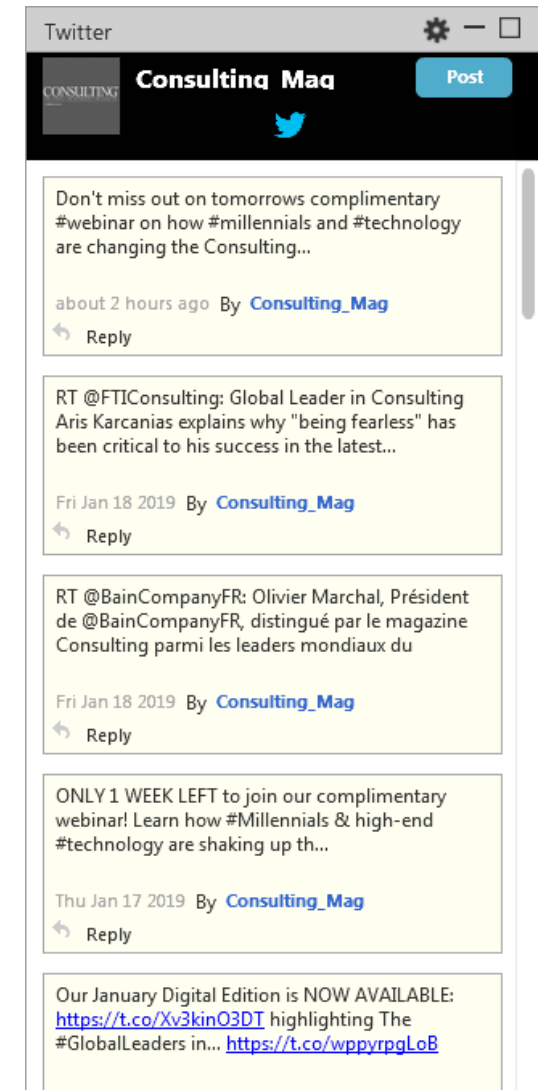 Twitter
CONSULTING
Consulting_Mag
Post
Don't miss out on tomorrows complimentary
#webinar on how #millennials and #technology
are changing the Consulting...
about 2 hours ago By Consulting_Mag
Reply
RT @FTIConsulting: Global Leader in Consulting
Aris Karcanias explains why "being fearless" has
been critical to his success in the latest...
Fri Jan 18 2019 By Consulting_Mag
Reply
RT @BainCompanyFR: Olivier Marchal, Président
de @BainCompanyFR, distingué par le magazine
Consulting parmi les leaders mondiaux du
Fri Jan 18 2019 By Consulting_Mag
Reply
ONLY 1 WEEK LEFT to join our complimentary
webinar! Learn how #Millennials & high-end
#technology are shaking up th...
Thu Jan 17 2019 By Consulting_Mag
Reply
Our January Digital Edition is NOW AVAILABLE:
https://t.co/Xv3kinO3DT highlighting The
#GlobalLeaders in... https://t.co/wppyrpgLoB